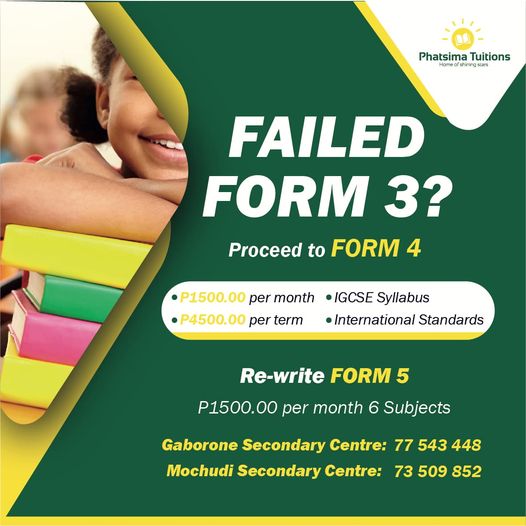 Phatsima Tuitions
Home of shining stars
FAILED
FORM 3?
Proceed to FORM 4
• P1500.00 per month • IGCSE Syllabus
• P4500.00 per term • International Standards
Re-write FORM 5
P1500.00 per month 6 Subjects
Gaborone Secondary Centre: 77 543 448
Mochudi Secondary Centre: 73 509 852